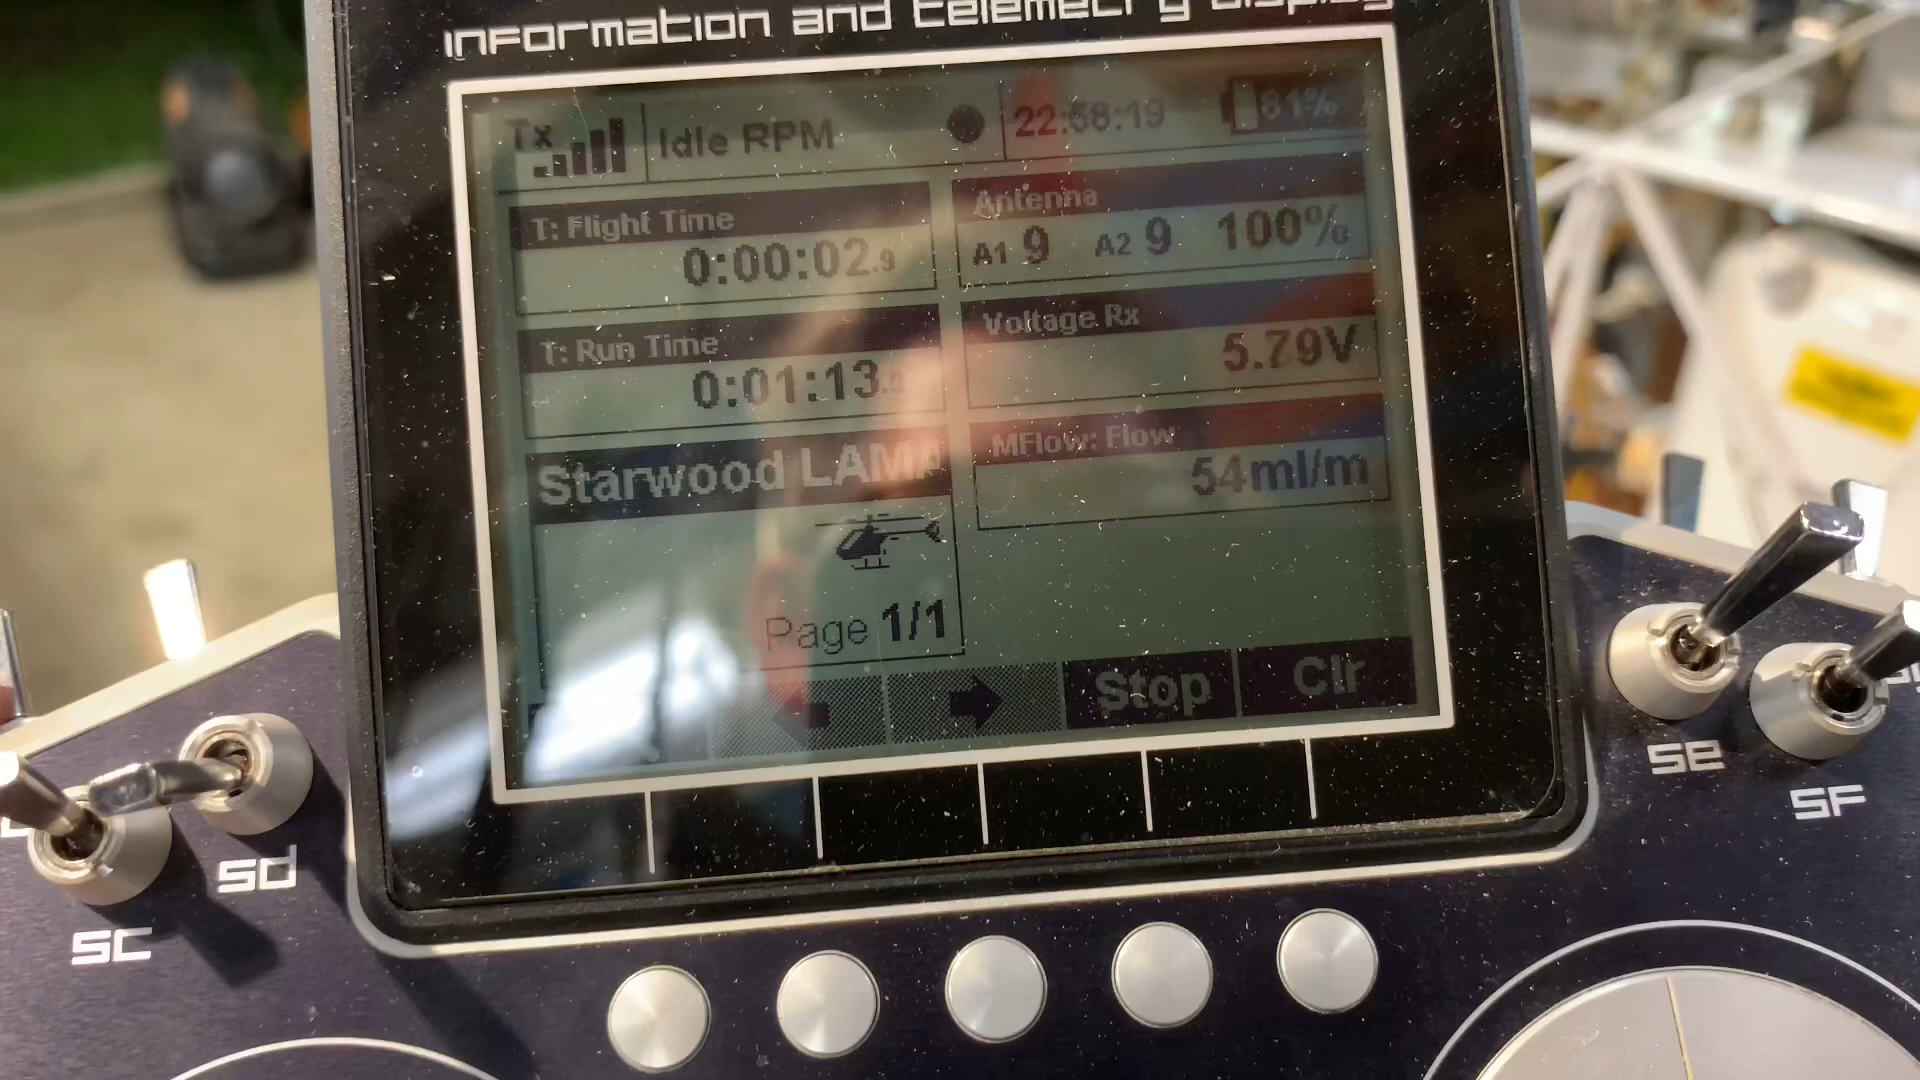 information and telemetry display
Tx Idle RPM 22:58:19 81%
T: Flight Time
0:00:02.9
T: Run Time
0:01:13
Starwood LAMA
Page 1/1
Antenna
A1 9 A2 9 100%
Voltage Rx
5.79V
MFlow: Flow
54ml/m
Stop Clr
sc
sd
se
sf